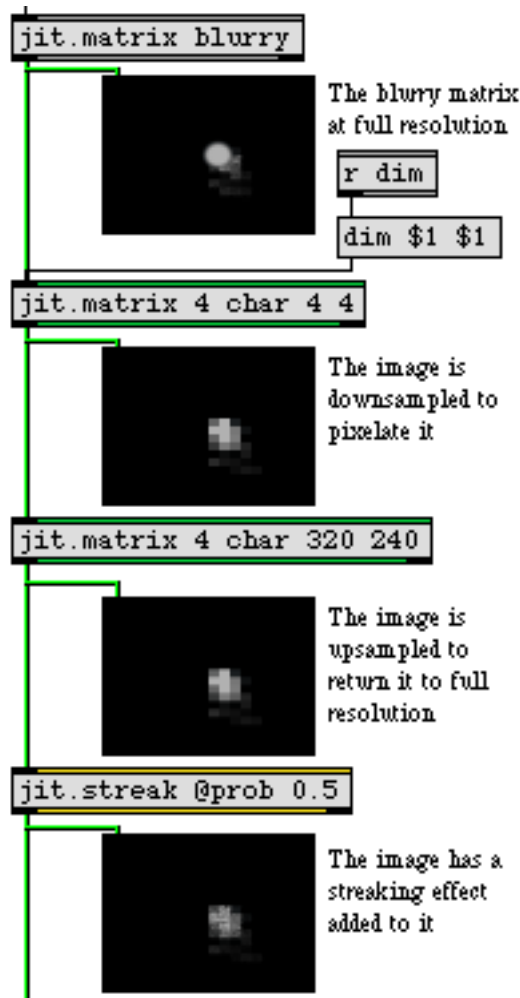 jit.matrix blurry
The blurry matrix
at full resolution
r dim
dim $1 $1
jit.matrix 4 char 4 4
The image is
downsampled to
pixelate it
jit.matrix 4 char 320 240
The image is
upsampled to
return it to full
resolution
jit.streak @prob 0.5
The image has a
streaking effect
added to it